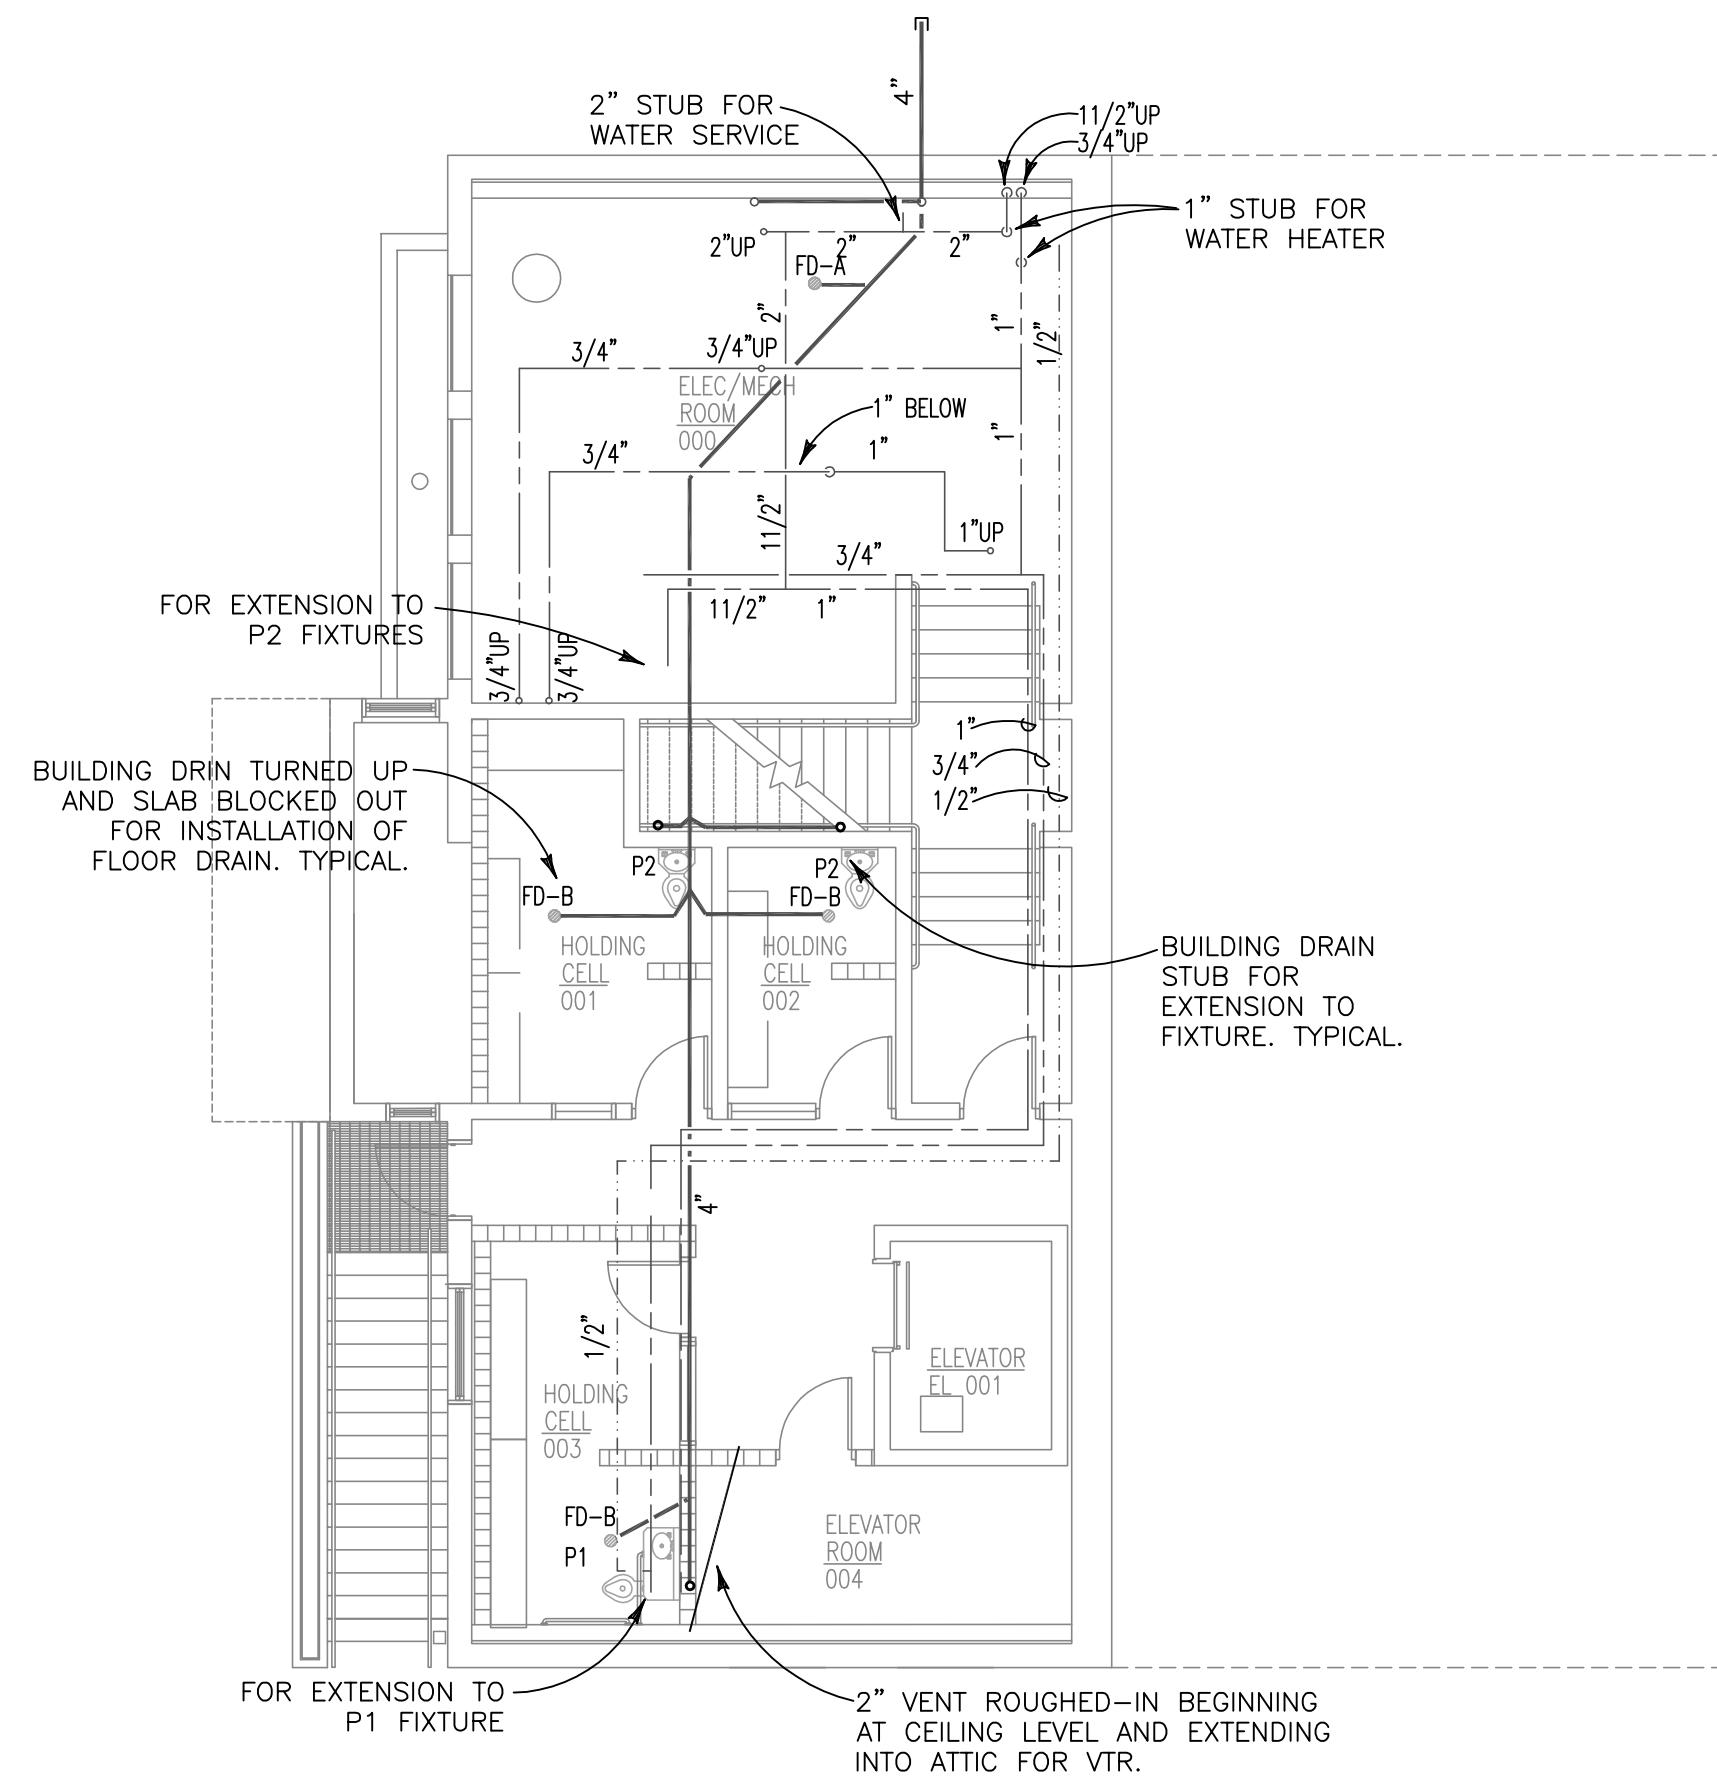 4"
2" STUB FOR
WATER SERVICE
11/2"UP
3/4"UP
1" STUB FOR
WATER HEATER
2"UP
2"
2"
FD-A
2"
1"
1/2"
3/4"
3/4"UP
ELEC/MECH
ROOM
000
1" BELOW
1"
1"
3/4"
11/2"
1"UP
3/4"
FOR EXTENSION TO
P2 FIXTURES
11/2"
1"
3/4"UP
3/4"UP
1"
3/4"
1/2"
BUILDING DRIN TURNED UP
AND SLAB BLOCKED OUT
FOR INSTALLATION OF
FLOOR DRAIN. TYPICAL.
P2
P2
FD-B
FD-B
HOLDING
CELL
001
HOLDING
CELL
002
BUILDING DRAIN
STUB FOR
EXTENSION TO
FIXTURE. TYPICAL.
4"
1/2"
ELEVATOR
EL 001
HOLDING
CELL
003
FD-B
P1
ELEVATOR
ROOM
004
FOR EXTENSION TO
P1 FIXTURE
2" VENT ROUGHED-IN BEGINNING
AT CEILING LEVEL AND EXTENDING
INTO ATTIC FOR VTR.